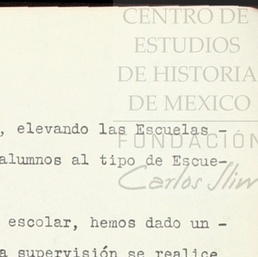 CENTRO DE
ESTUDIOS
DE HISTORIA
DE MEXICO
FUNDACIÓN
Carlos Slim
, elevando las Escuelas -
alumnos al tipo de Escue-
escolar, hemos dado un -
a supervisión se realice